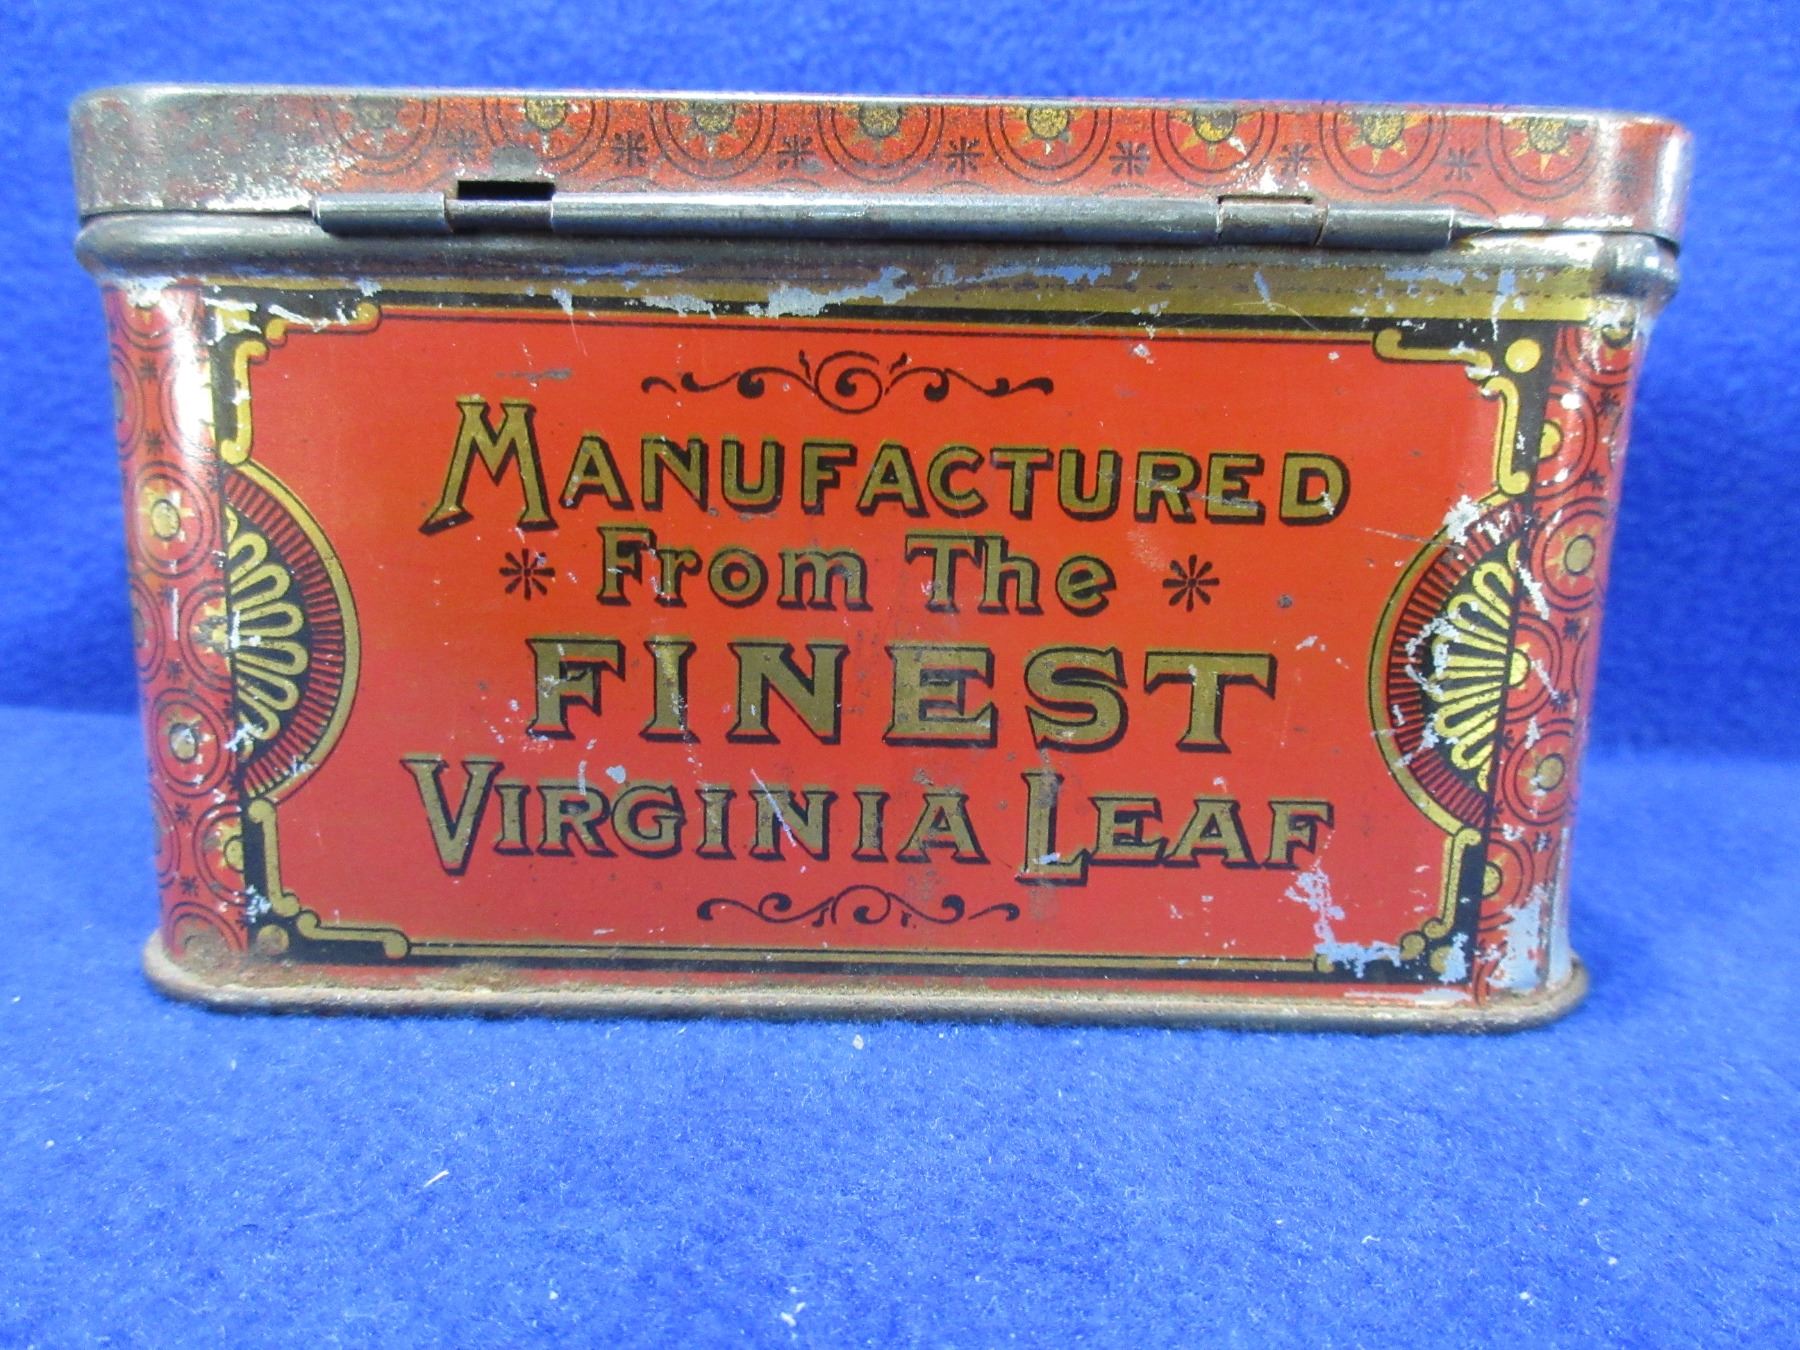 MANUFACTURED
From The
FINEST
VIRGINIA LEAF